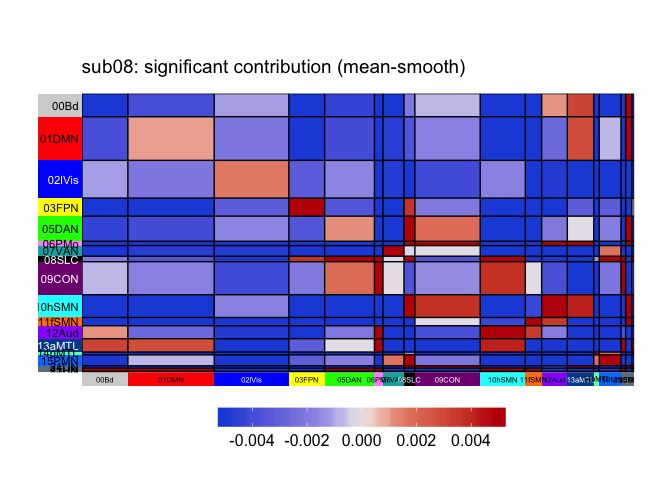 sub08: significant contribution (mean-smooth)
00Bd
01DMN
02lVis
03FPN
05DAN
06PMo
07VAN
08SLC
09CON
10hSMN
11fSMN
12Aud
13aMTL
15PMN
00Bd 01DMN 02lVis 03FPN 05DAN 08SLC 09CON 10hSMN 11fSMN 12Aud
-0.004 -0.002 0.000 0.002 0.004